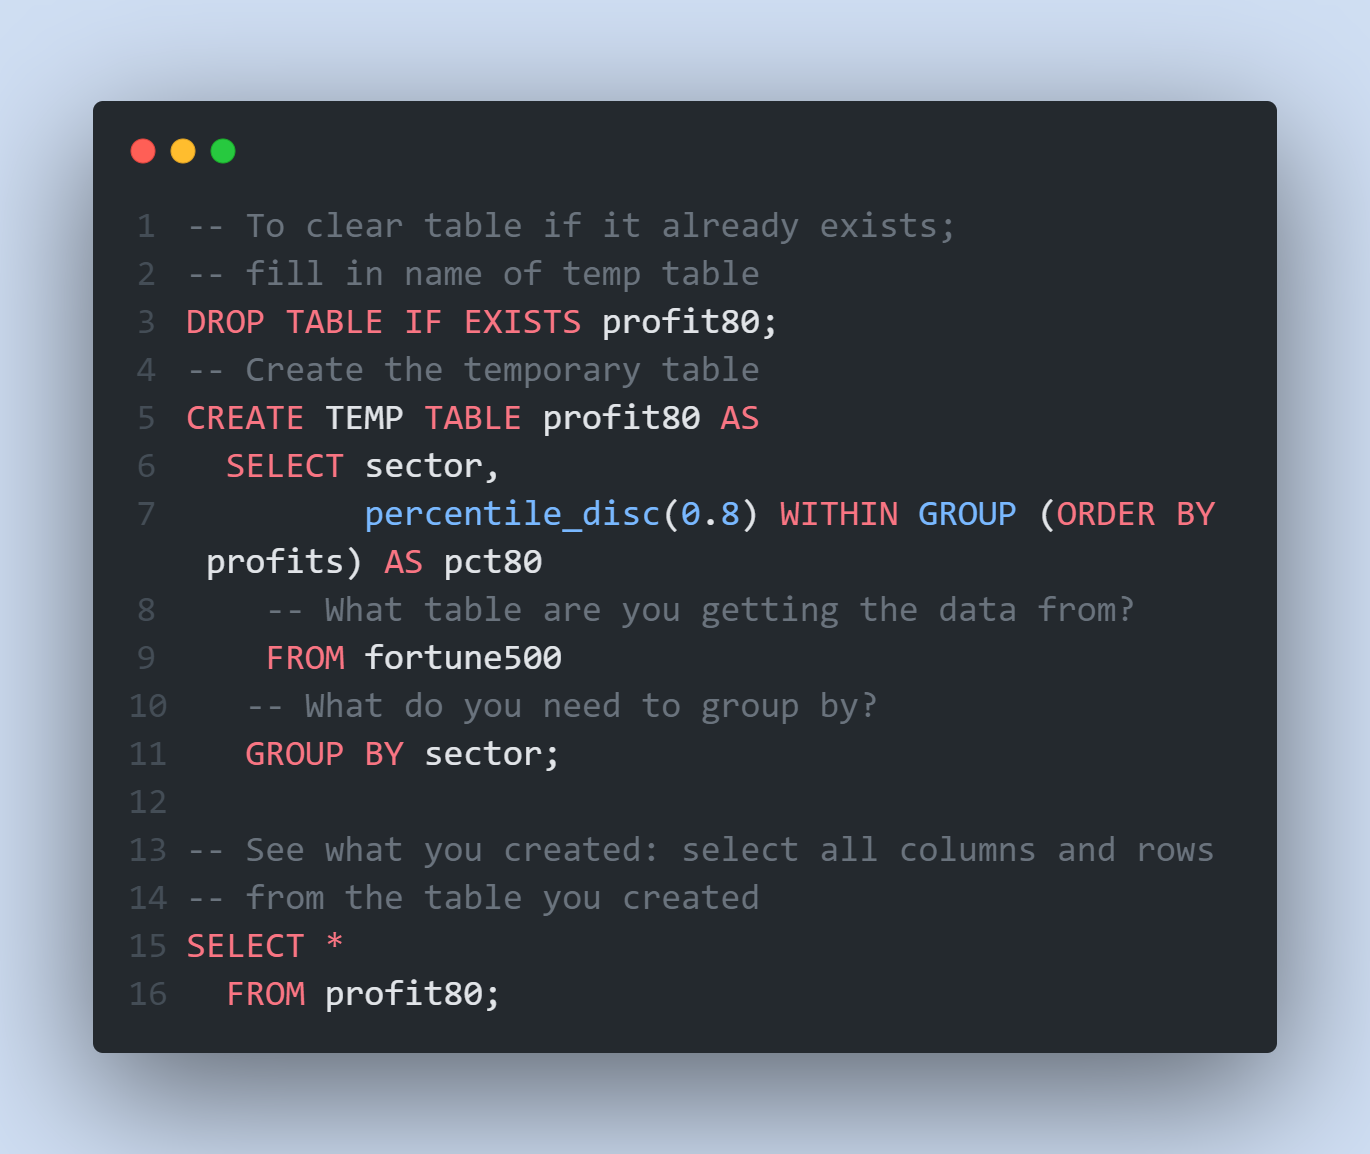 1 -- To clear table if it already exists;
2 -- fill in name of temp table
3 DROP TABLE IF EXISTS profit80;
4 -- Create the temporary table
5 CREATE TEMP TABLE profit80 AS
6   SELECT sector,
7          percentile_disc(0.8) WITHIN GROUP (ORDER BY
 profits) AS pct80
8     -- What table are you getting the data from?
9     FROM fortune500
10    -- What do you need to group by?
11    GROUP BY sector;
12
13 -- See what you created: select all columns and rows
14 -- from the table you created
15 SELECT *
16   FROM profit80;